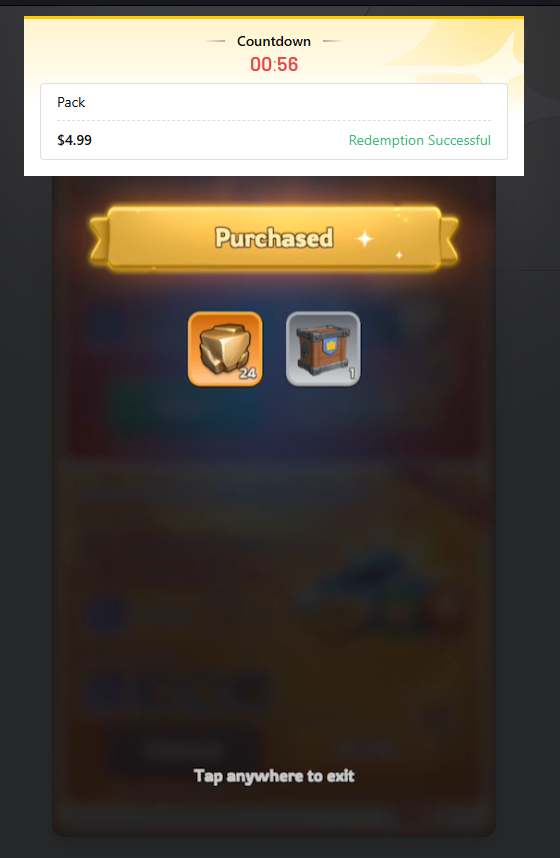 Countdown
00:56
Pack
$4.99 Redemption Successful
Purchased
24 1
Tap anywhere to exit